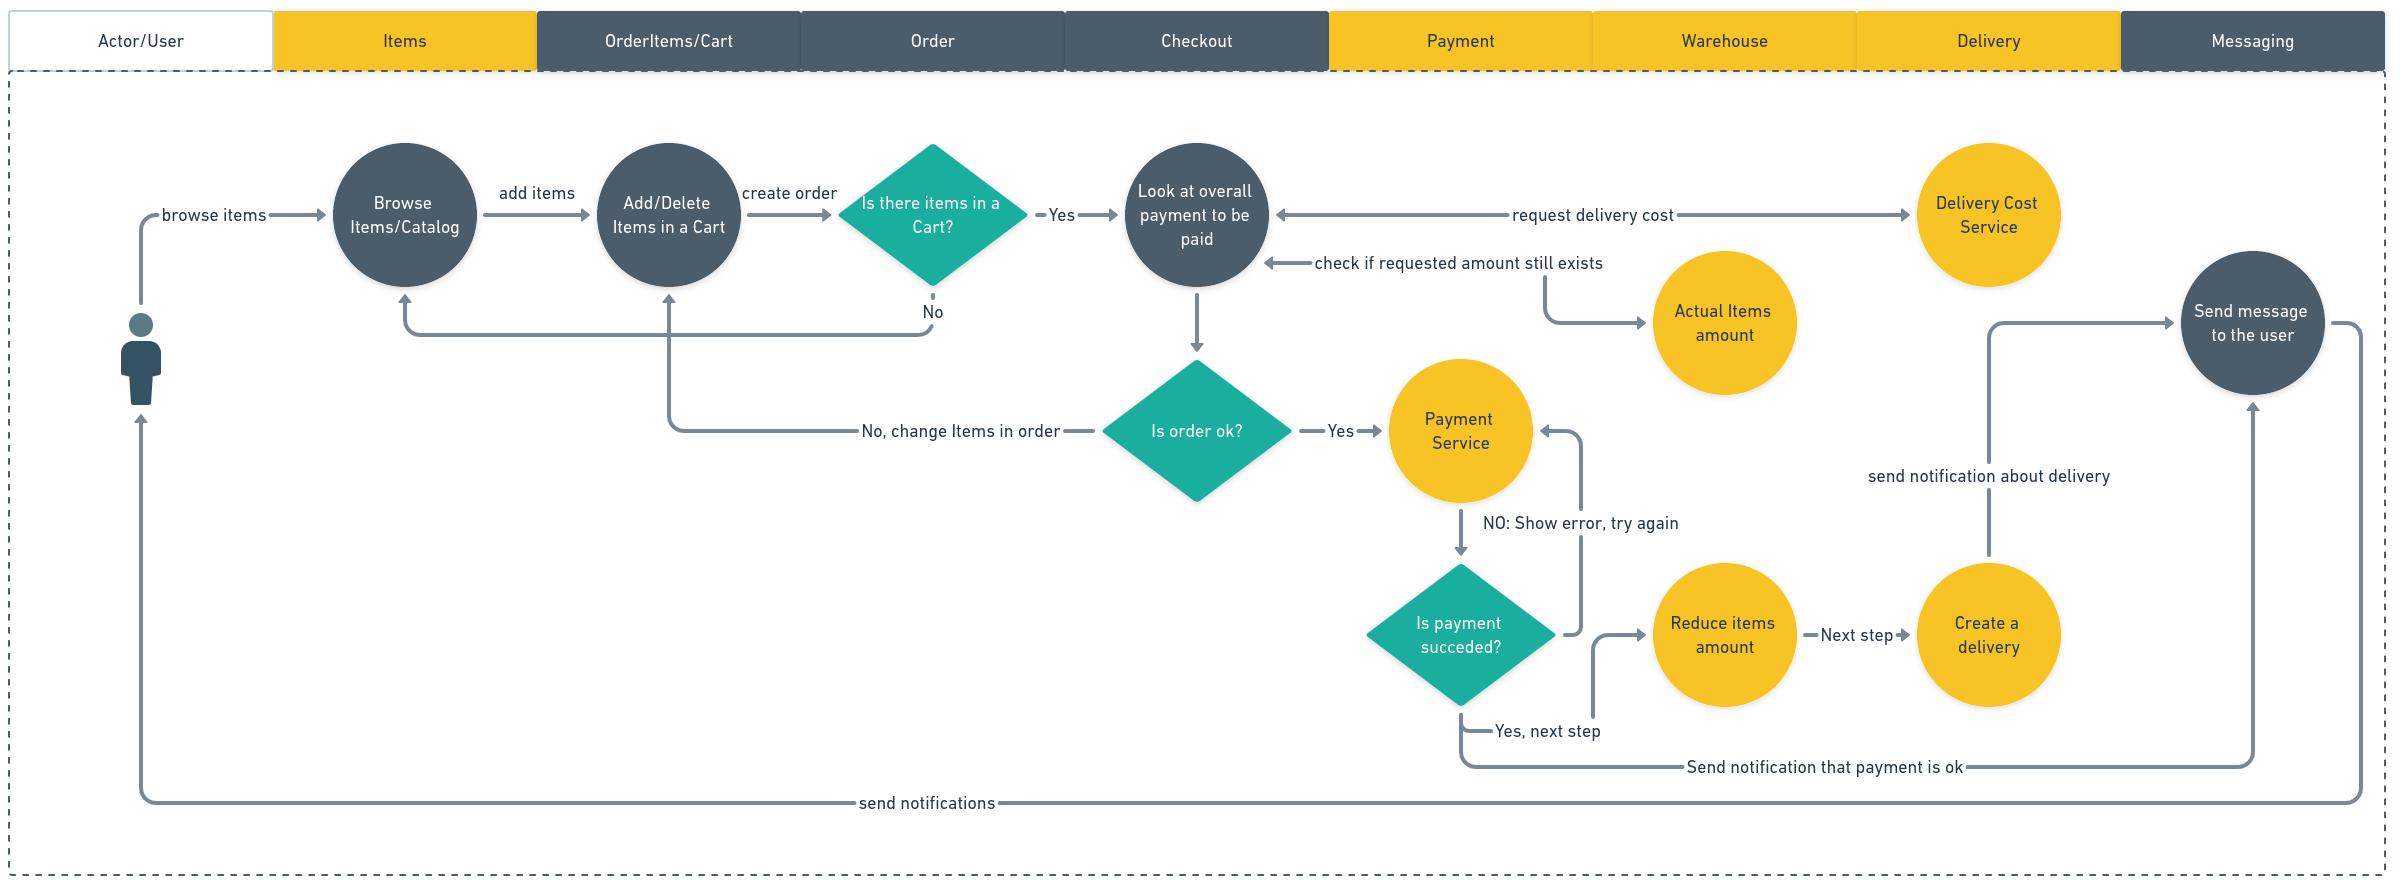 Actor/User
Items
OrderItems/Cart
Order
Checkout
Payment
Warehouse
Delivery
Messaging
browse items
Browse
Items/Catalog
add items
Add/Delete
Items in a Cart
create order
Is there items in a
Cart?
Yes
Look at overall
payment to be
paid
request delivery cost
Delivery Cost
Service
check if requested amount still exists
Actual Items
amount
No
Send message
to the user
No, change Items in order
Is order ok?
Yes
Payment
Service
send notification about delivery
NO: Show error, try again
Is payment
succeded?
Reduce items
amount
Next step
Create a
delivery
Yes, next step
Send notification that payment is ok
send notifications